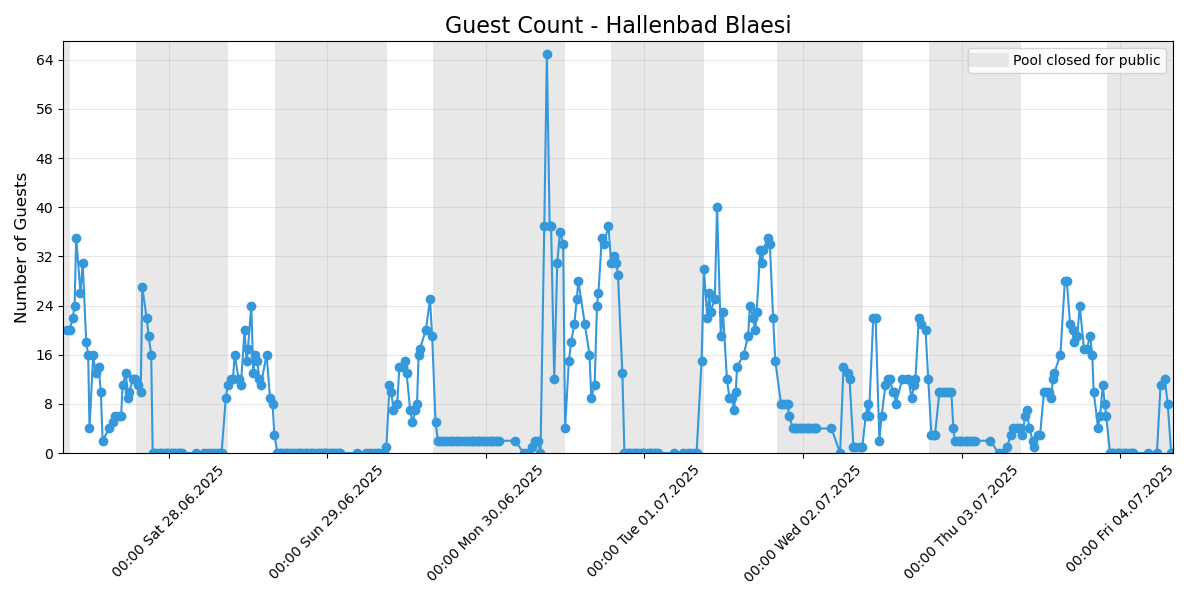 Guest Count - Hallenbad Blaesi
Pool closed for public
Number of Guests
64
56
48
40
32
24
16
8
0
00:00 Sat 28.06.2025
00:00 Sun 29.06.2025
00:00 Mon 30.06.2025
00:00 Tue 01.07.2025
00:00 Wed 02.07.2025
00:00 Thu 03.07.2025
00:00 Fri 04.07.2025